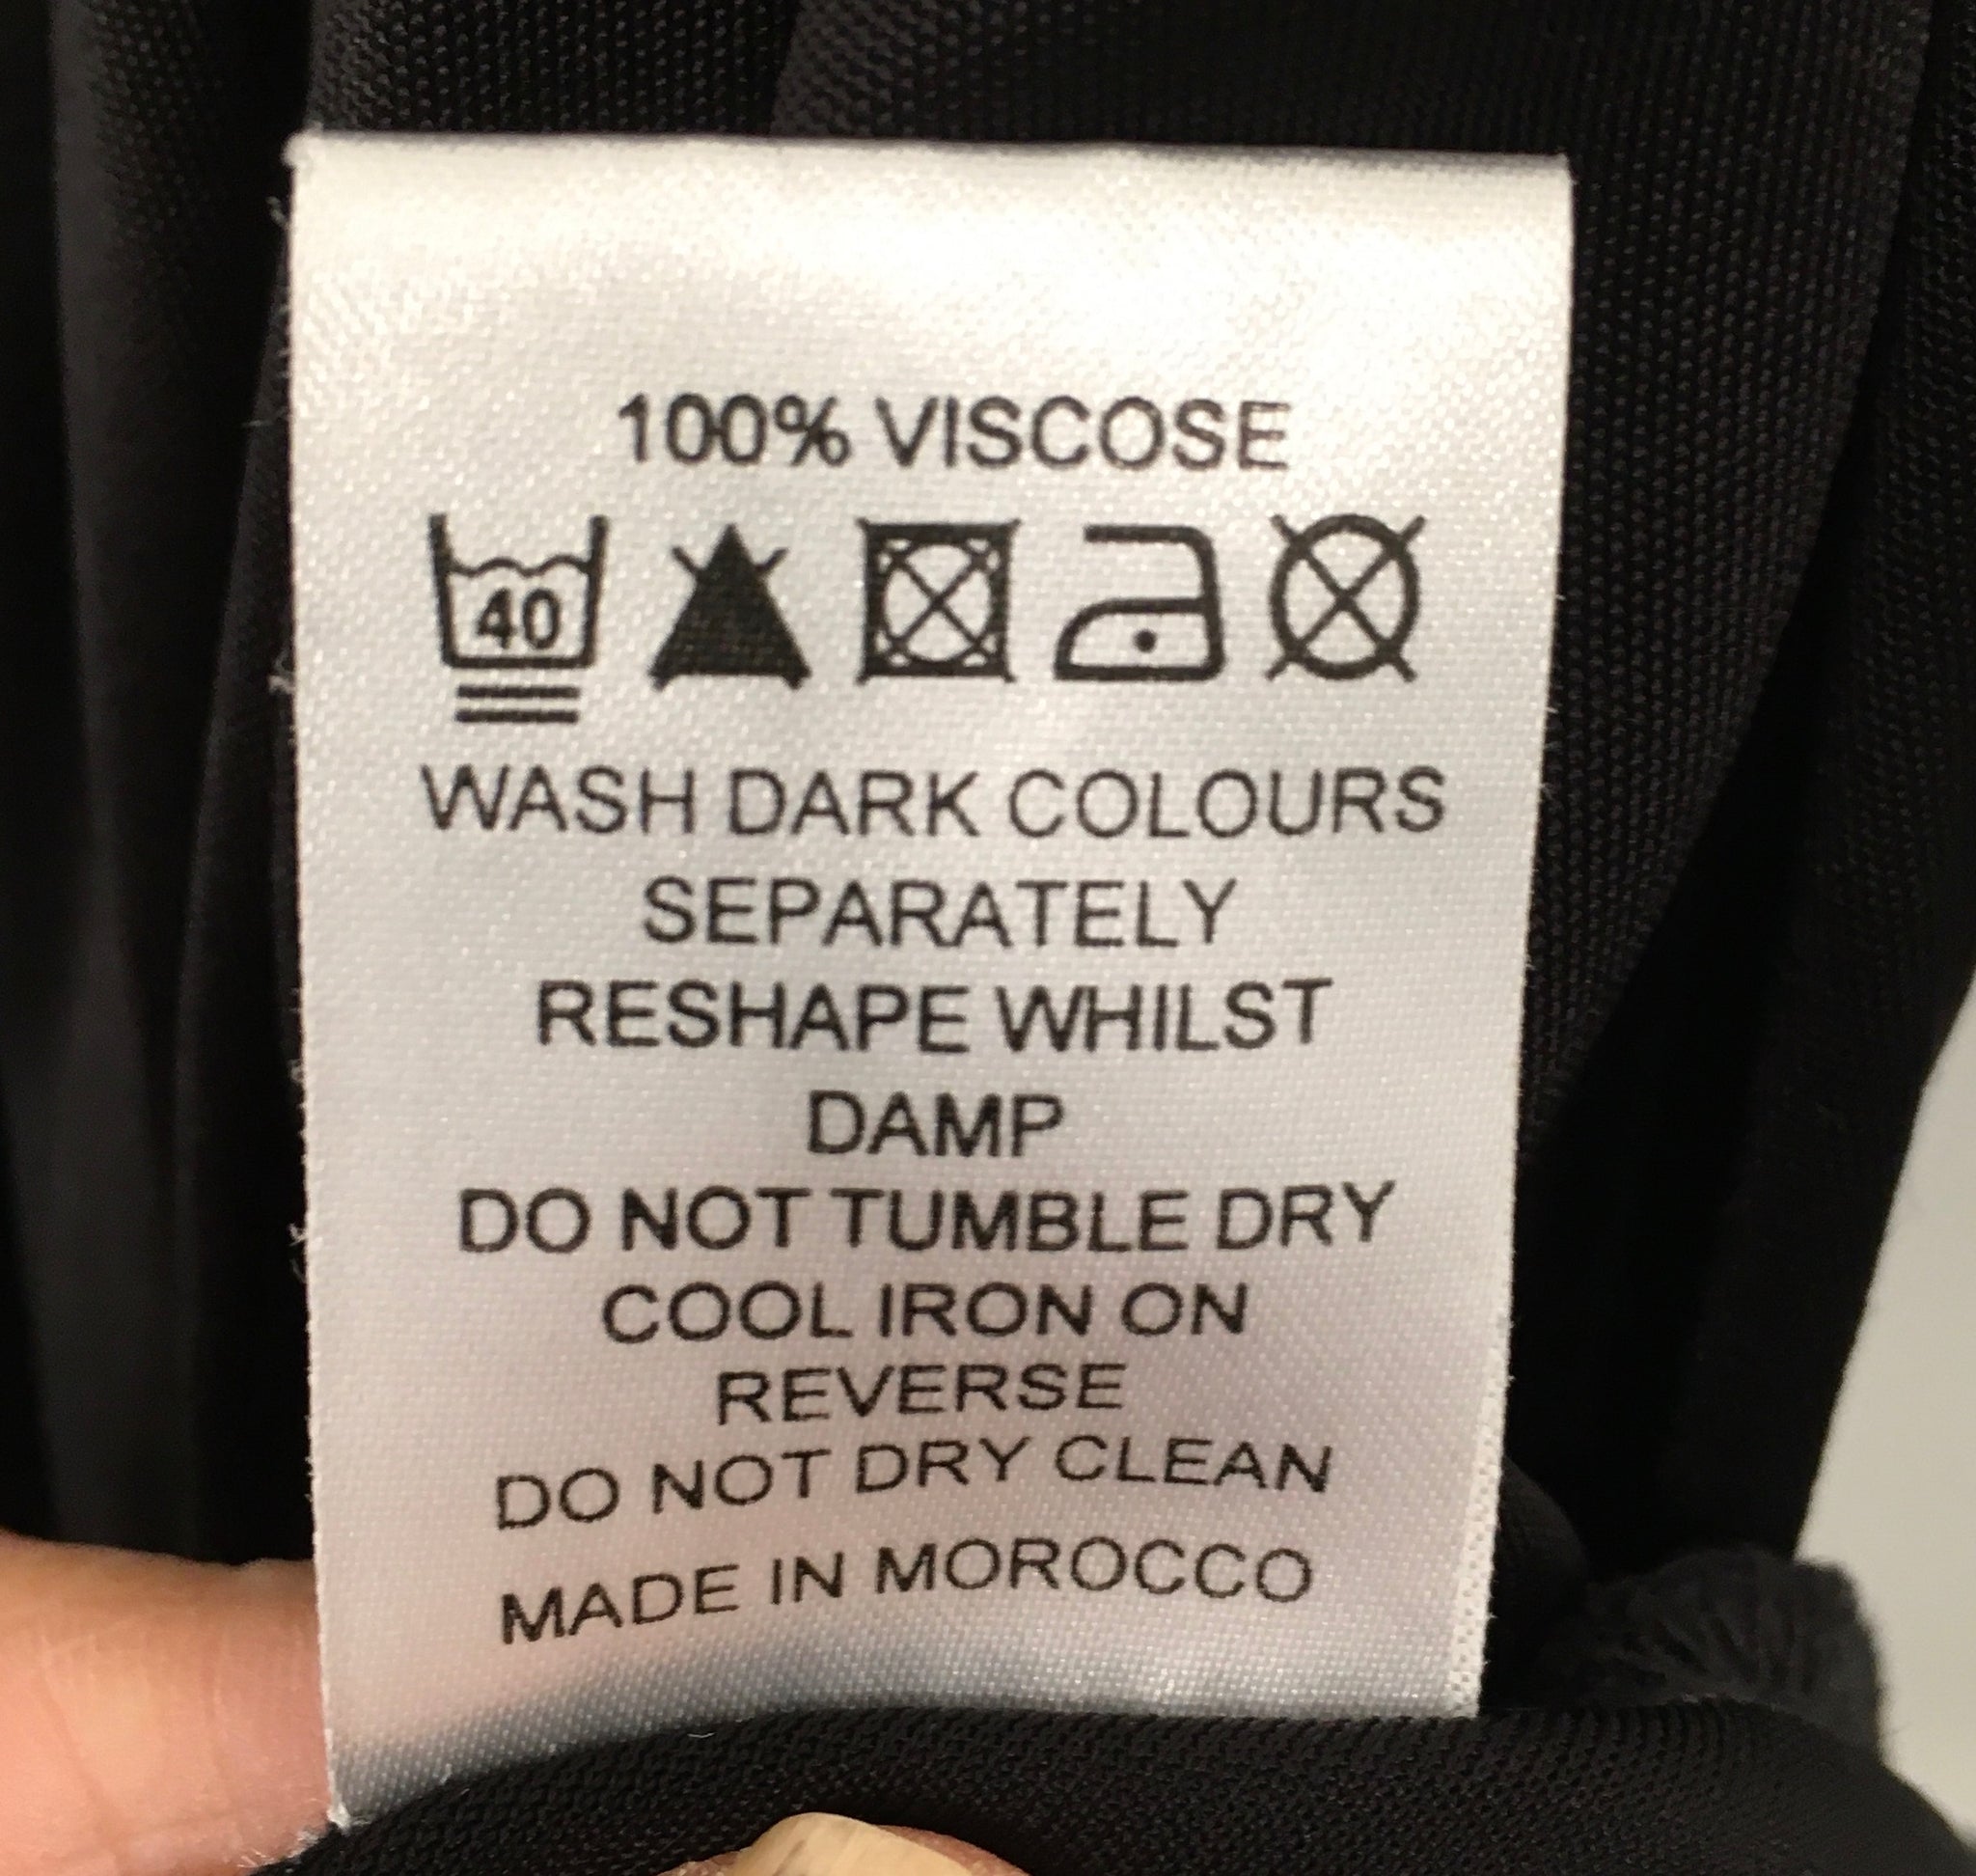 100% VISCOSE
40
WASH DARK COLOURS
SEPARATELY
RESHAPE WHILST
DAMP
DO NOT TUMBLE DRY
COOL IRON ON
REVERSE
DO NOT DRY CLEAN
MADE IN MOROCCO